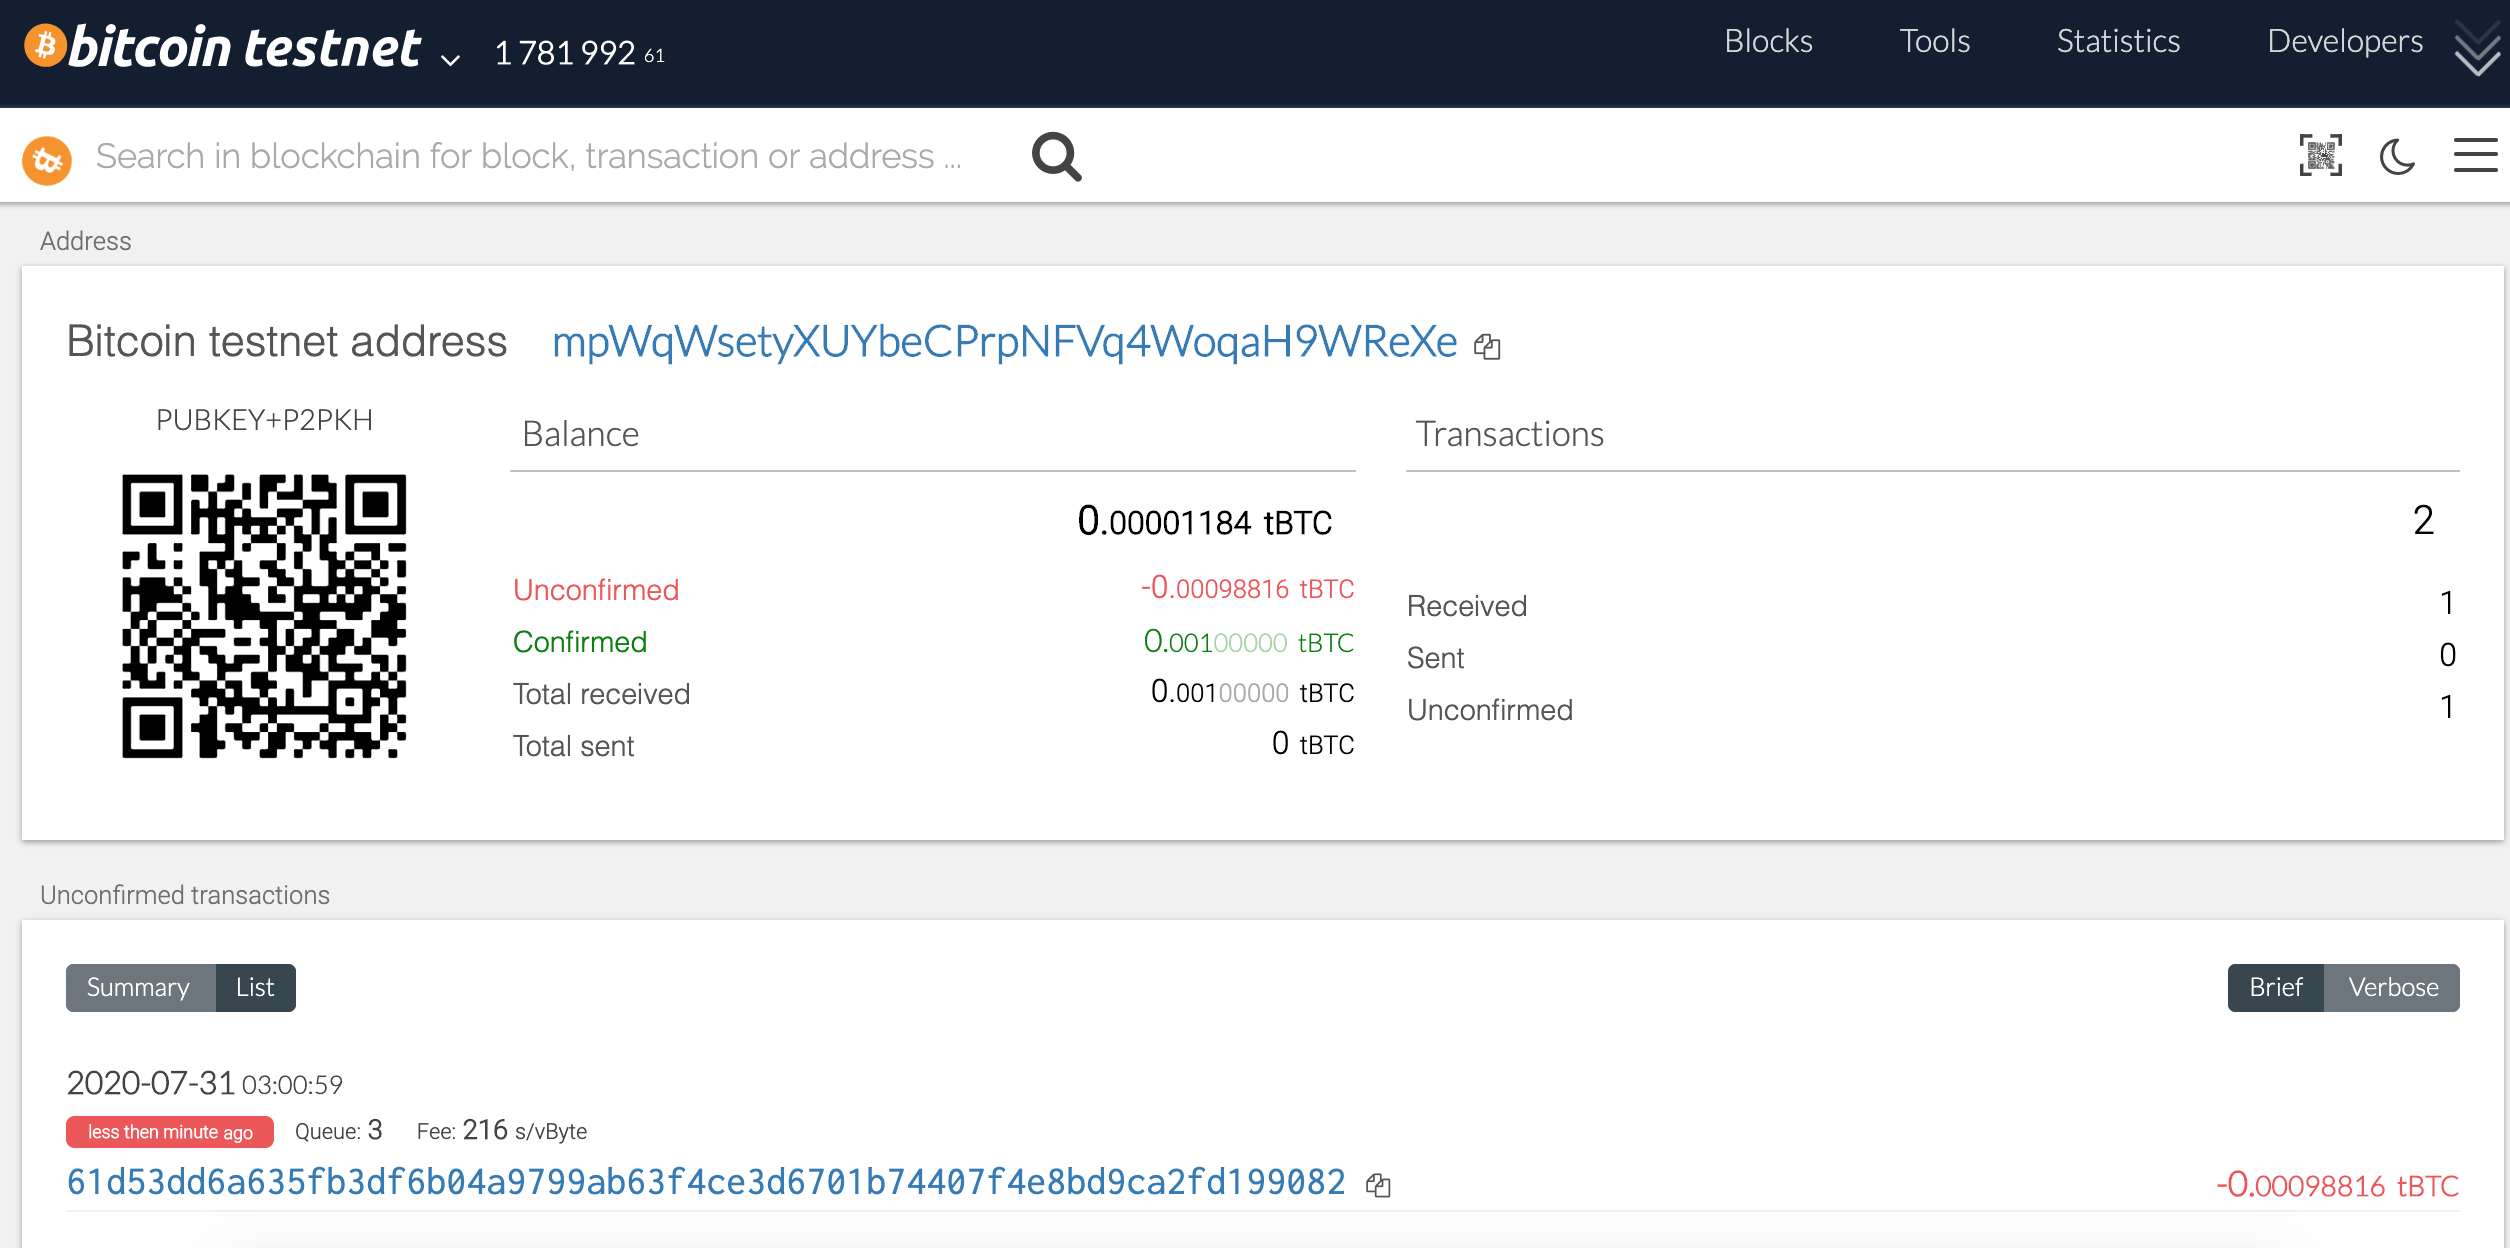 bitcoin testnet 1 781 992 61 Blocks Tools Statistics Developers
Search in blockchain for block, transaction or address ...
Address
Bitcoin testnet address mpWqWsetyXUYbeCPrpNFVq4WoqaH9WReXe
PUBKEY+P2PKH
Balance
0.00001184 tBTC
Unconfirmed -0.00098816 tBTC
Confirmed 0.00100000 tBTC
Total received 0.00100000 tBTC
Total sent 0 tBTC
Transactions
2
Received 1
Sent 0
Unconfirmed 1
Unconfirmed transactions
Summary List Brief Verbose
2020-07-31 03:00:59
less then minute ago Queue: 3 Fee: 216 s/vByte
61d53dd6a635fb3df6b04a9799ab63f4ce3d6701b74407f4e8bd9ca2fd199082 -0.00098816 tBTC